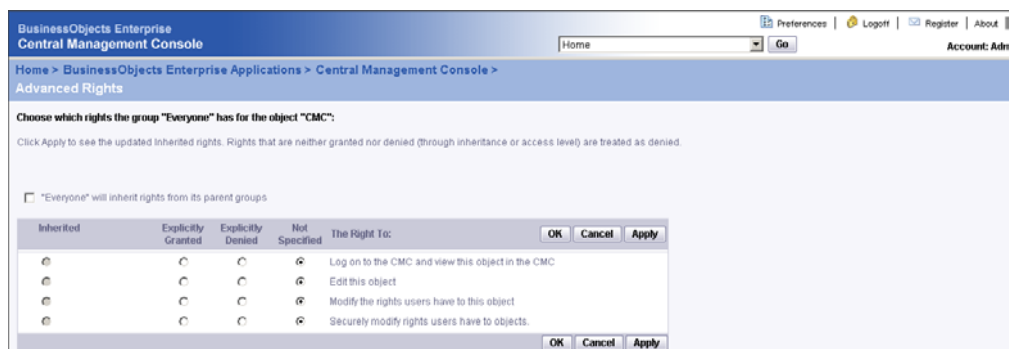 BusinessObjects Enterprise
Central Management Console
Preferences | Logoff | Register | About |
Home Go
Account: Adm
Home > BusinessObjects Enterprise Applications > Central Management Console >
Advanced Rights
Choose which rights the group "Everyone" has for the object "CMC":
Click Apply to see the updated Inherited rights. Rights that are neither granted nor denied (through inheritance or access level) are treated as denied.
"Everyone" will inherit rights from its parent groups
Inherited Explicitly Granted Explicitly Denied Not Specified The Right To: OK Cancel Apply
Log on to the CMC and view this object in the CMC
Edit this object
Modify the rights users have to this object
Securely modify rights users have to objects.
OK Cancel Apply